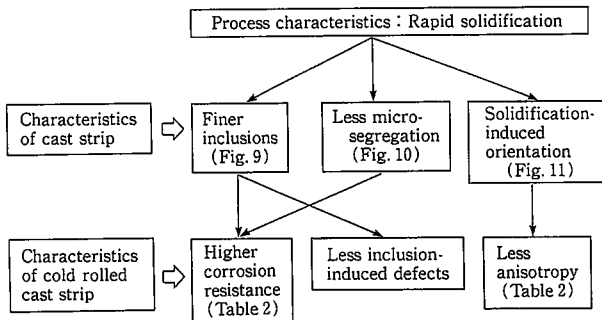 Process characteristics : Rapid solidification
Characteristics
of cast strip
Finer
inclusions
(Fig. 9)
Less micro-
segregation
(Fig. 10)
Solidification-
induced
orientation
(Fig. 11)
Characteristics
of cold rolled
cast strip
Higher
corrosion
resistance
(Table 2)
Less inclusion-
induced defects
Less
anisotropy
(Table 2)